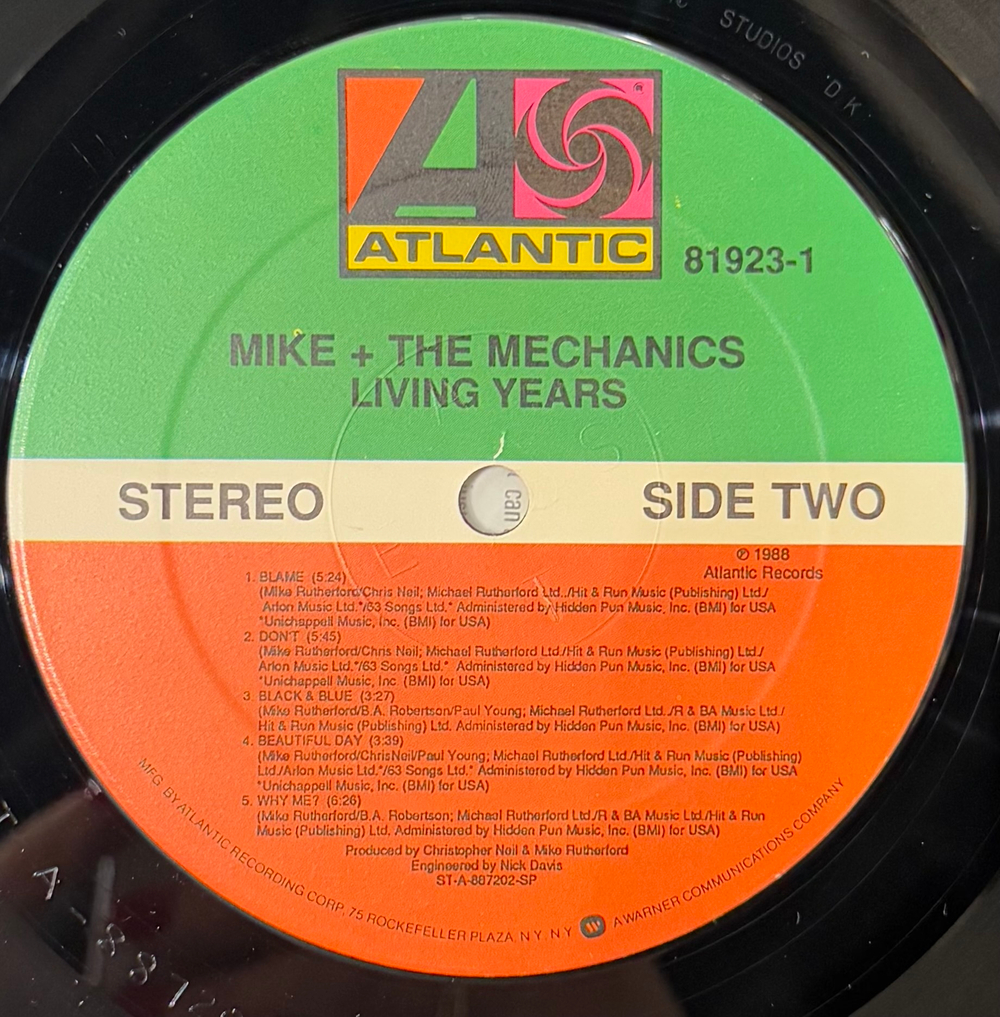 STUDIOS DK
ATLANTIC
81923-1
MIKE + THE MECHANICS
LIVING YEARS
STEREO
can
SIDE TWO
℗ 1988
Atlantic Records
1. BLAME (5:24)
(Mike Rutherford/Chris Neil; Michael Rutherford Ltd../Hit & Run Music (Publishing) Ltd./
Arlon Music Ltd.*/63 Songs Ltd.* Administered by Hidden Pun Music, Inc. (BMI) for USA
*Unichappell Music, Inc. (BMI) for USA)
2. DON'T (5:45)
(Mike Rutherford/Chris Neil; Michael Rutherford Ltd./Hit & Run Music (Publishing) Ltd./
Arlon Music Ltd.*/63 Songs Ltd.* Administered by Hidden Pun Music, Inc. (BMI) for USA
*Unichappell Music, Inc. (BMI) for USA)
3. BLACK & BLUE (3:27)
(Mike Rutherford/B.A. Robertson/Paul Young; Michael Rutherford Ltd./R & BA Music Ltd./
Hit & Run Music (Publishing) Ltd. Administered by Hidden Pun Music, Inc. (BMI) for USA)
4. BEAUTIFUL DAY (3:39)
(Mike Rutherford/ChrisNeil/Paul Young; Michael Rutherford Ltd./Hit & Run Music (Publishing)
Ltd./Arlon Music Ltd.*/63 Songs Ltd.* Administered by Hidden Pun Music, Inc. (BMI) for USA
*Unichappell Music, Inc. (BMI) for USA)
5. WHY ME? (6:26)
(Mike Rutherford/B.A. Robertson; Michael Rutherford Ltd./R & BA Music Ltd./Hit & Run
Music (Publishing) Ltd. Administered by Hidden Pun Music, Inc. (BMI) for USA)
Produced by Christopher Neil & Mike Rutherford
Engineered by Nick Davis
ST-A-887202-SP
MFG. BY ATLANTIC RECORDING CORP., 75 ROCKEFELLER PLAZA, N.Y., N.Y. A WARNER COMMUNICATIONS COMPANY